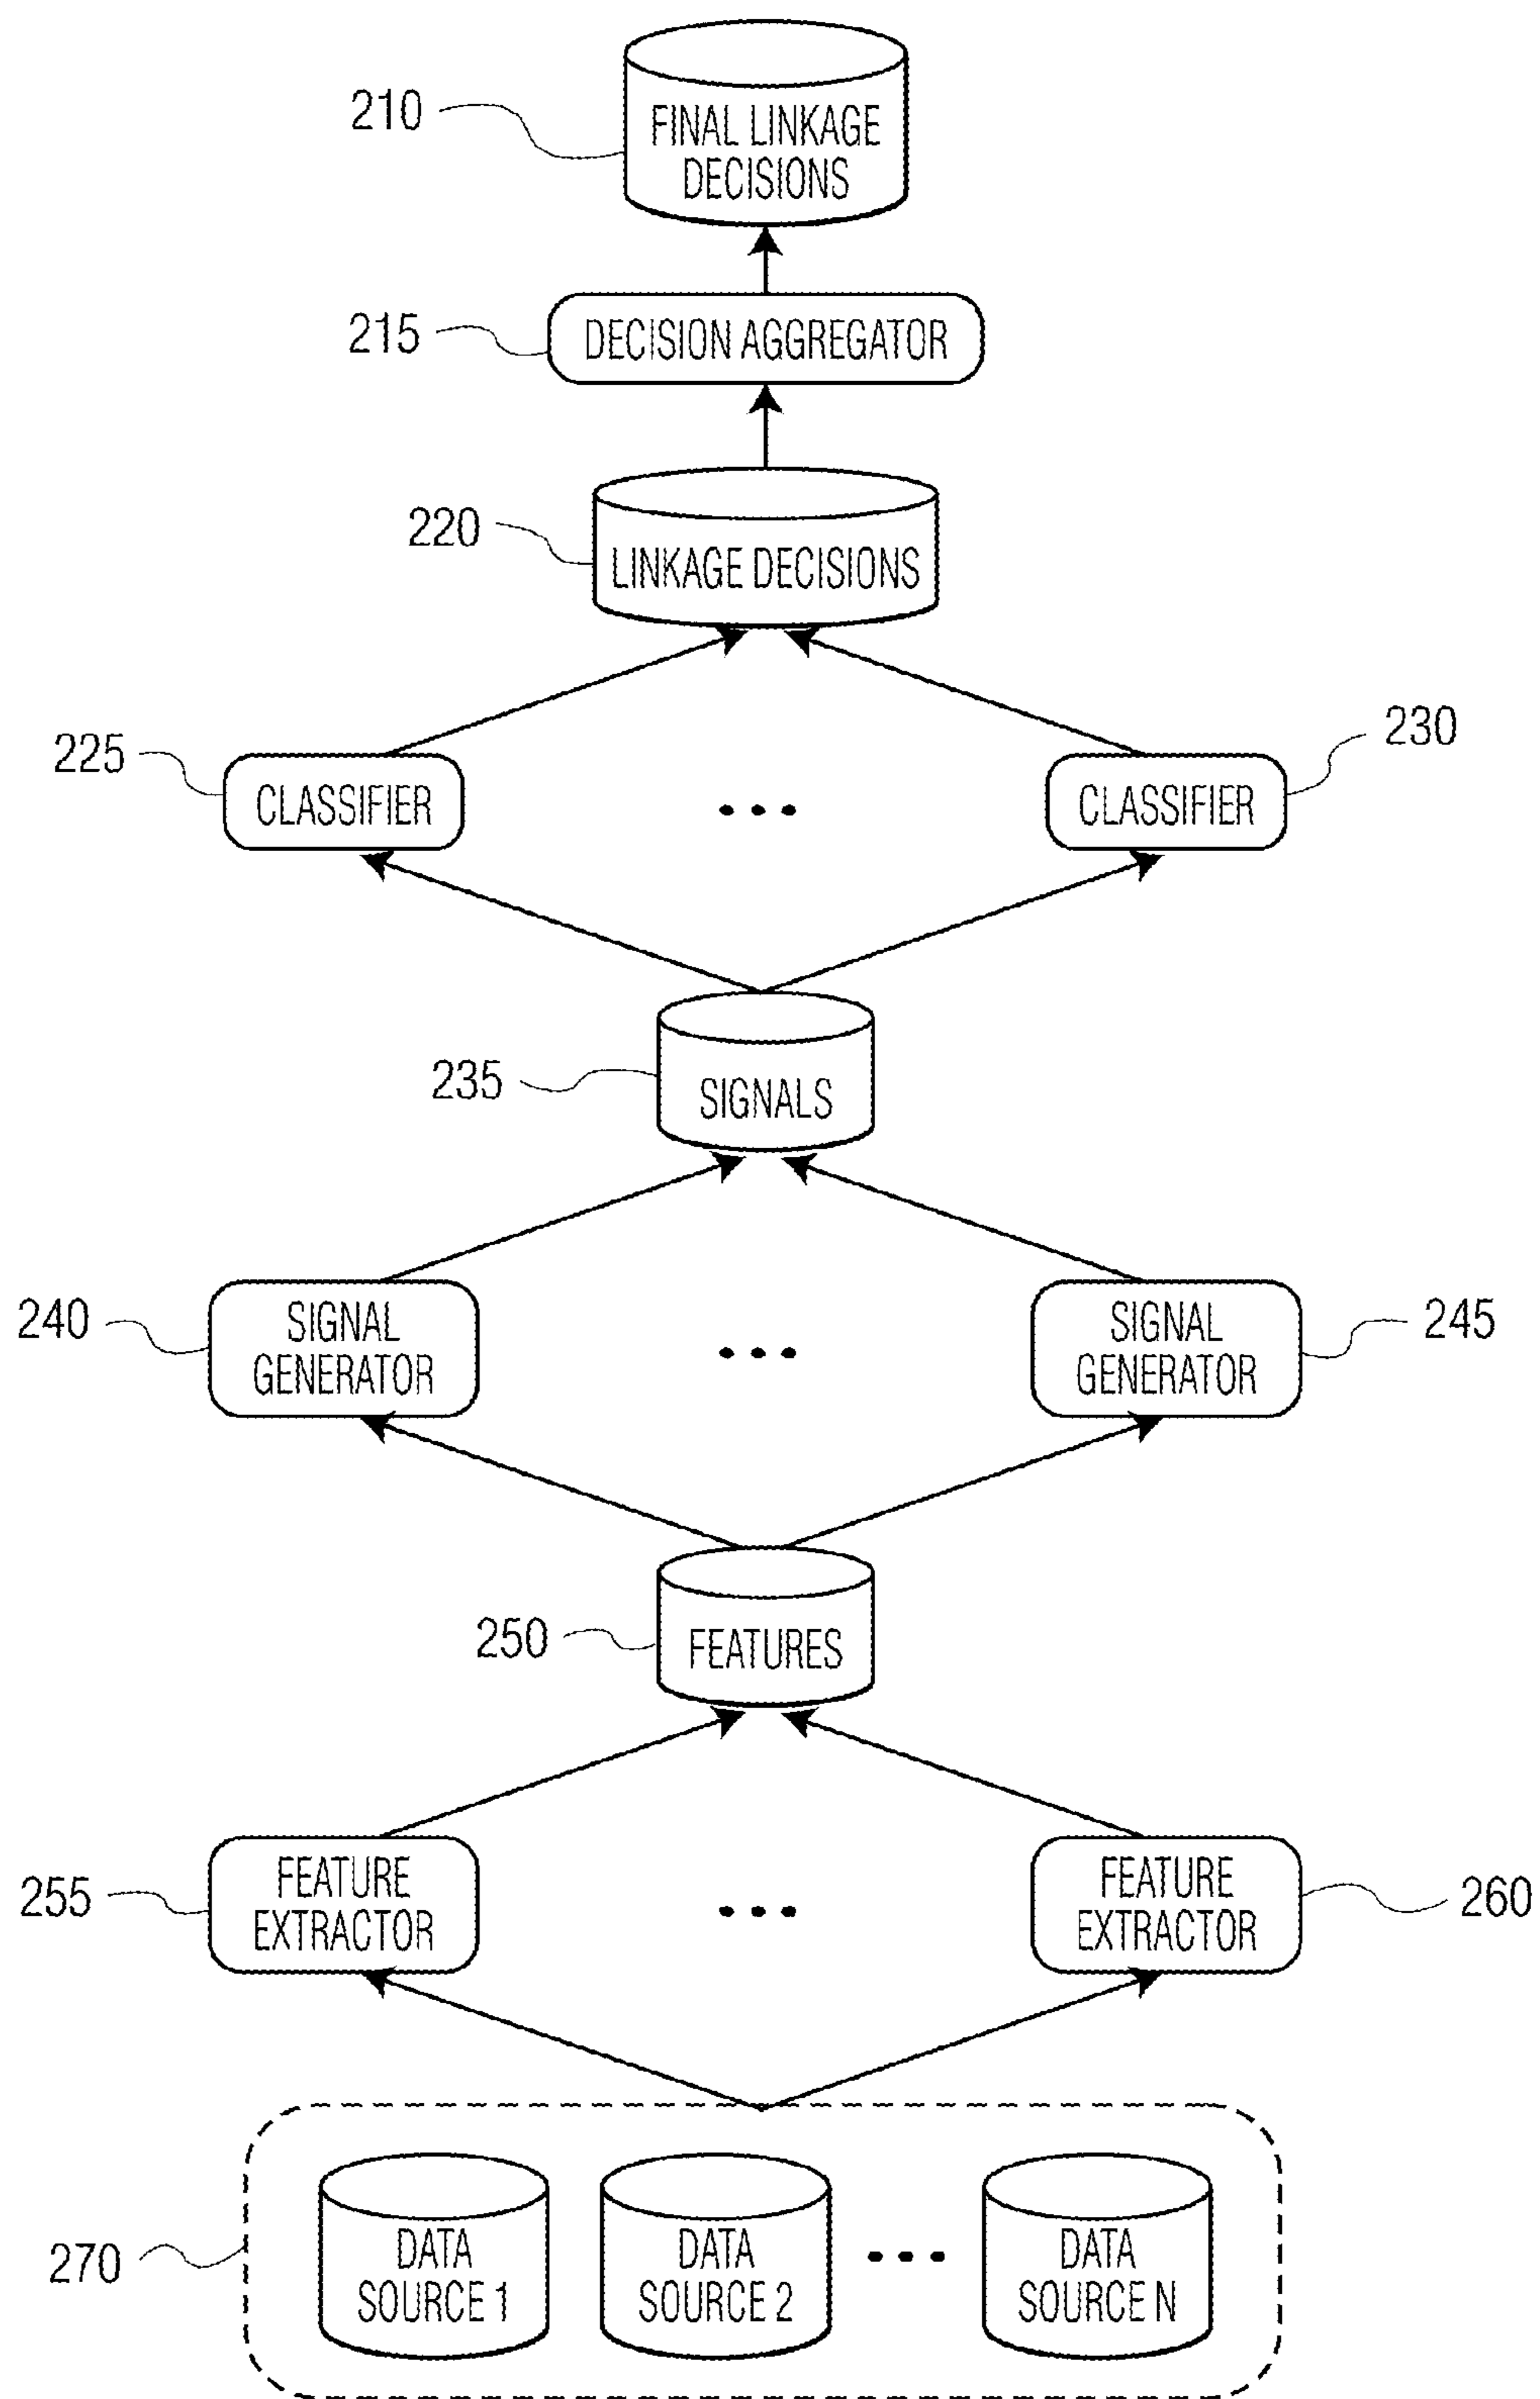 210
FINAL LINKAGE
DECISIONS
215
DECISION AGGREGATOR
220
LINKAGE DECISIONS
225
CLASSIFIER
...
CLASSIFIER
230
235
SIGNALS
240
SIGNAL
GENERATOR
...
SIGNAL
GENERATOR
245
250
FEATURES
255
FEATURE
EXTRACTOR
...
FEATURE
EXTRACTOR
260
270
DATA
SOURCE 1
DATA
SOURCE 2
...
DATA
SOURCE N